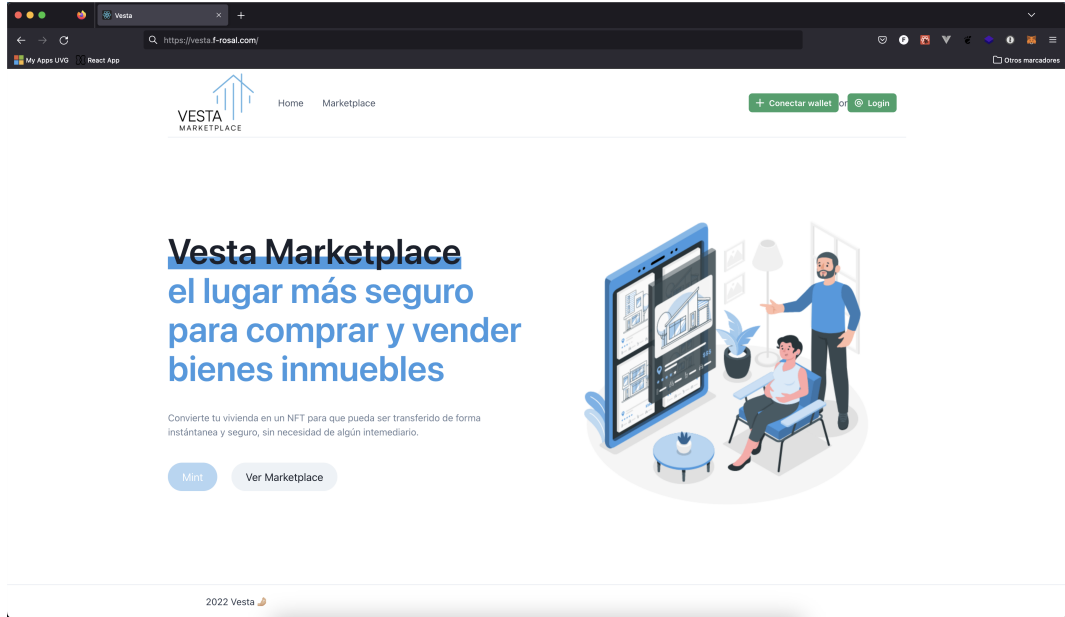 Vesta
https://vesta.f-rosal.com/
My Apps UVG
React App
Otros marcadores
VESTA
MARKETPLACE
Home
Marketplace
Conectar wallet
or
Login
Vesta Marketplace
el lugar más seguro
para comprar y vender
bienes inmuebles
Convierte tu vivienda en un NFT para que pueda ser transferido de forma
instántanea y seguro, sin necesidad de algún intemediario.
Mint
Ver Marketplace
2022 Vesta